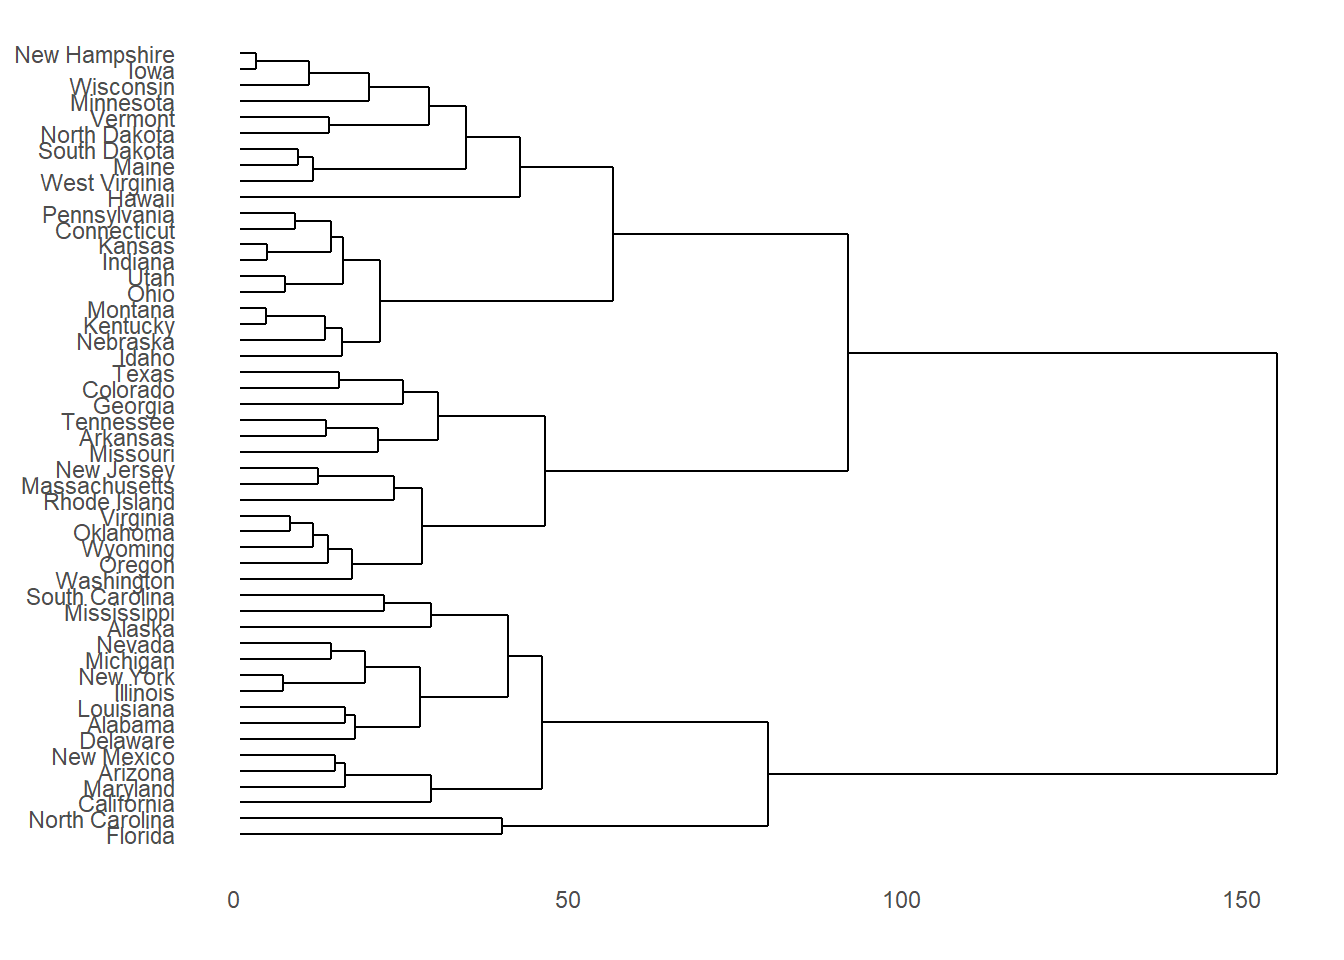 New Hampshire
Iowa
Wisconsin
Minnesota
Vermont
North Dakota
South Dakota
Maine
West Virginia
Hawaii
Pennsylvania
Connecticut
Kansas
Indiana
Utah
Ohio
Montana
Kentucky
Nebraska
Idaho
Texas
Colorado
Georgia
Tennessee
Arkansas
Missouri
New Jersey
Massachusetts
Rhode Island
Virginia
Oklahoma
Wyoming
Oregon
Washington
South Carolina
Mississippi
Alaska
Nevada
Michigan
New York
Illinois
Louisiana
Alabama
Delaware
New Mexico
Arizona
Maryland
California
North Carolina
Florida
0 50 100 150